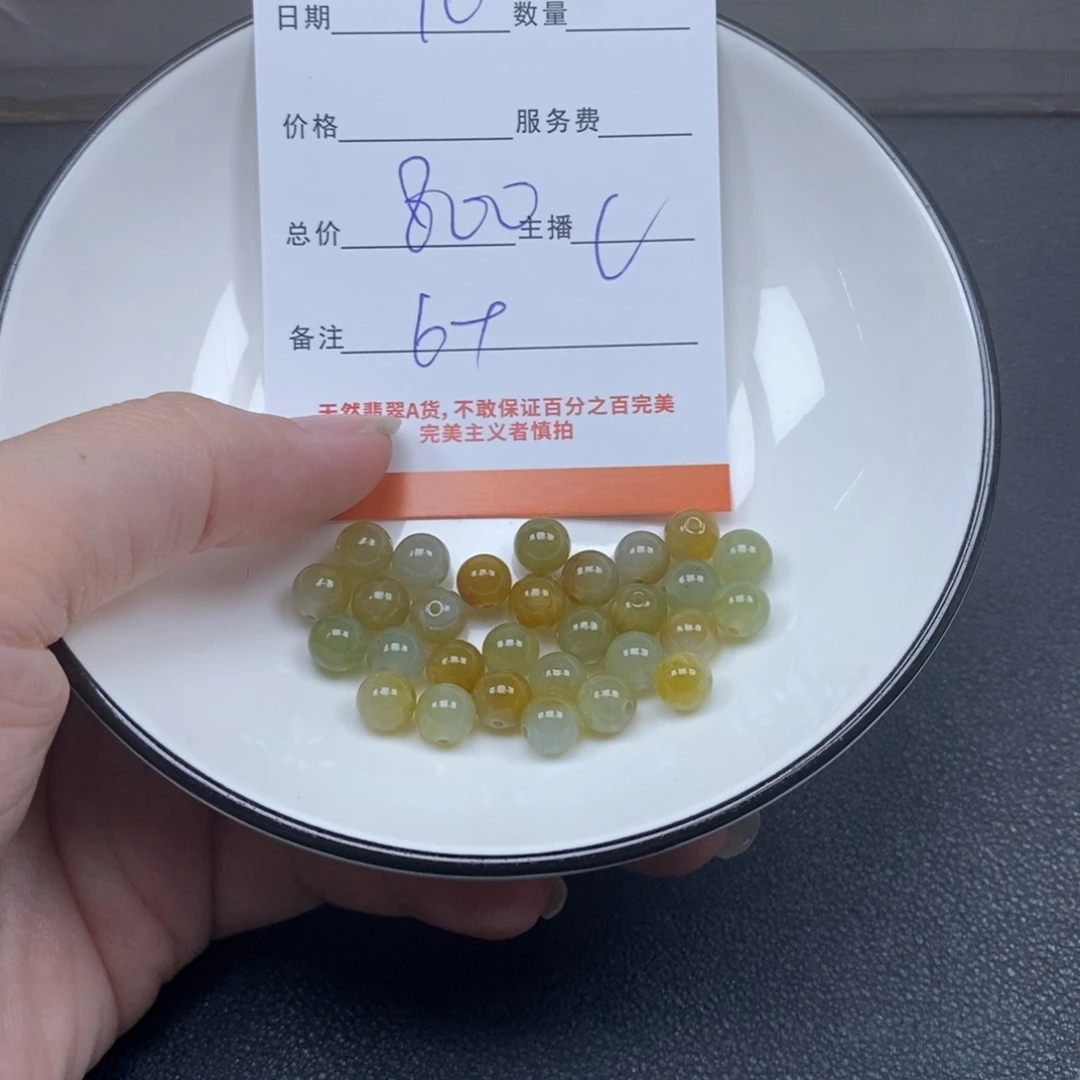 日期 10 数量
价格 服务费
总价 800 主播
备注 6+
天然翡翠A货,不敢保证百分之百完美
完美主义者慎拍